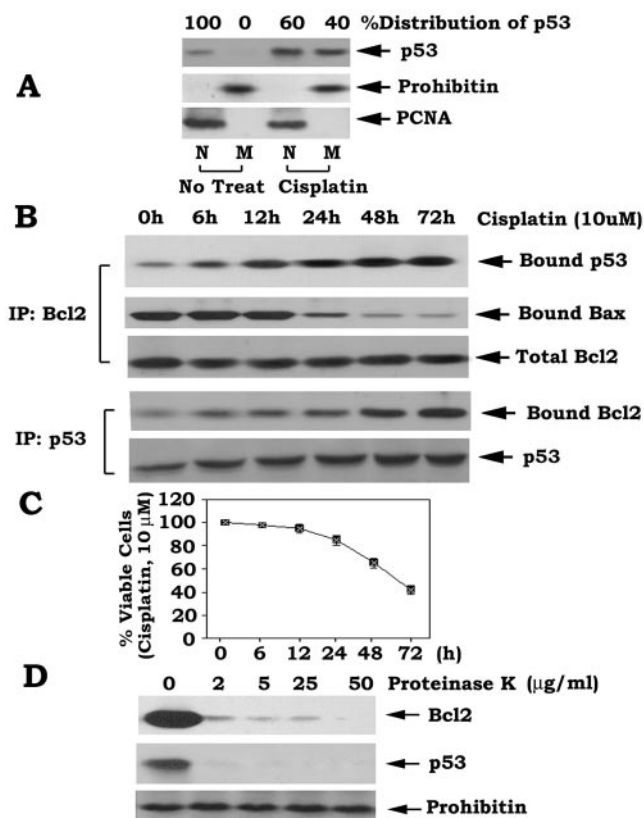 100 0 60 40 %Distribution of p53
p53
A
Prohibitin
PCNA
N M N M
No Treat Cisplatin
B
0h 6h 12h 24h 48h 72h Cisplatin (10uM)
Bound p53
IP: Bcl2
Bound Bax
Total Bcl2
Bound Bcl2
IP: p53
p53
C
% Viable Cells
(Cisplatin, 10 μM)
120
100
80
60
40
20
0
0 6 12 24 48 72 (h)
D
0 2 5 25 50 Proteinase K (μg/ml)
Bcl2
p53
Prohibitin